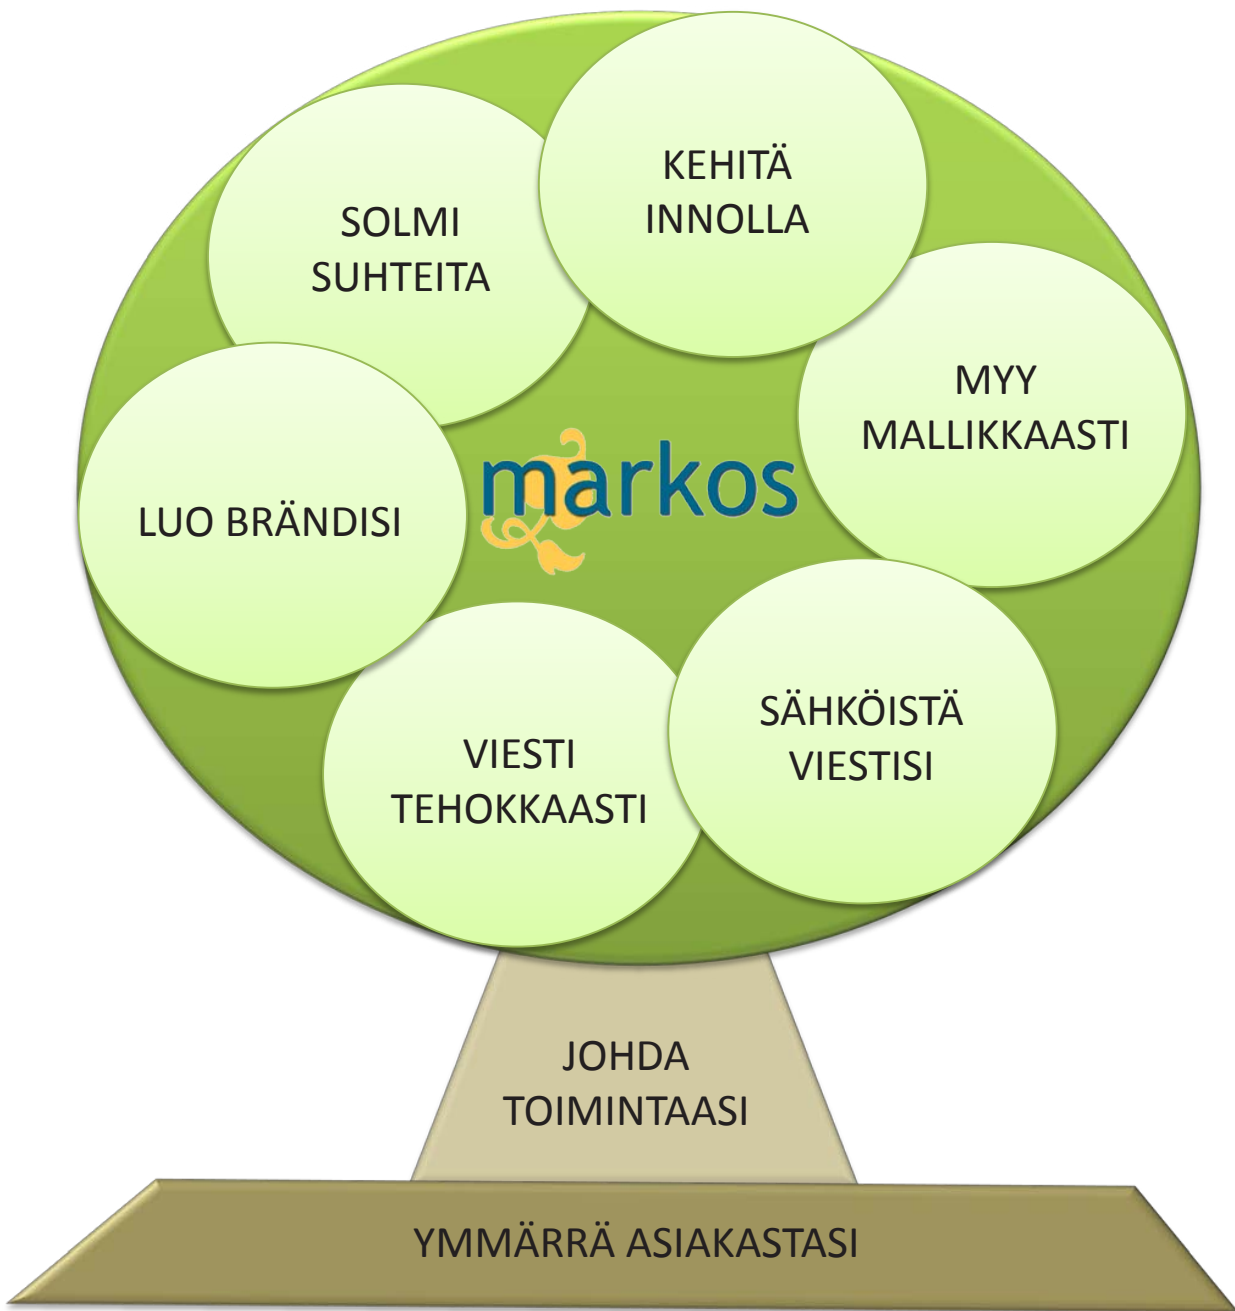 KEHITÄ
INNOLLA
SOLMI
SUHTEITA
MYY
MALLIKKAASTI
markos
LUO BRÄNDISI
SÄHKÖISTÄ
VIESTISI
VIESTI
TEHOKKAASTI
JOHDA
TOIMINTAASI
YMMÄRRÄ ASIAKASTASI